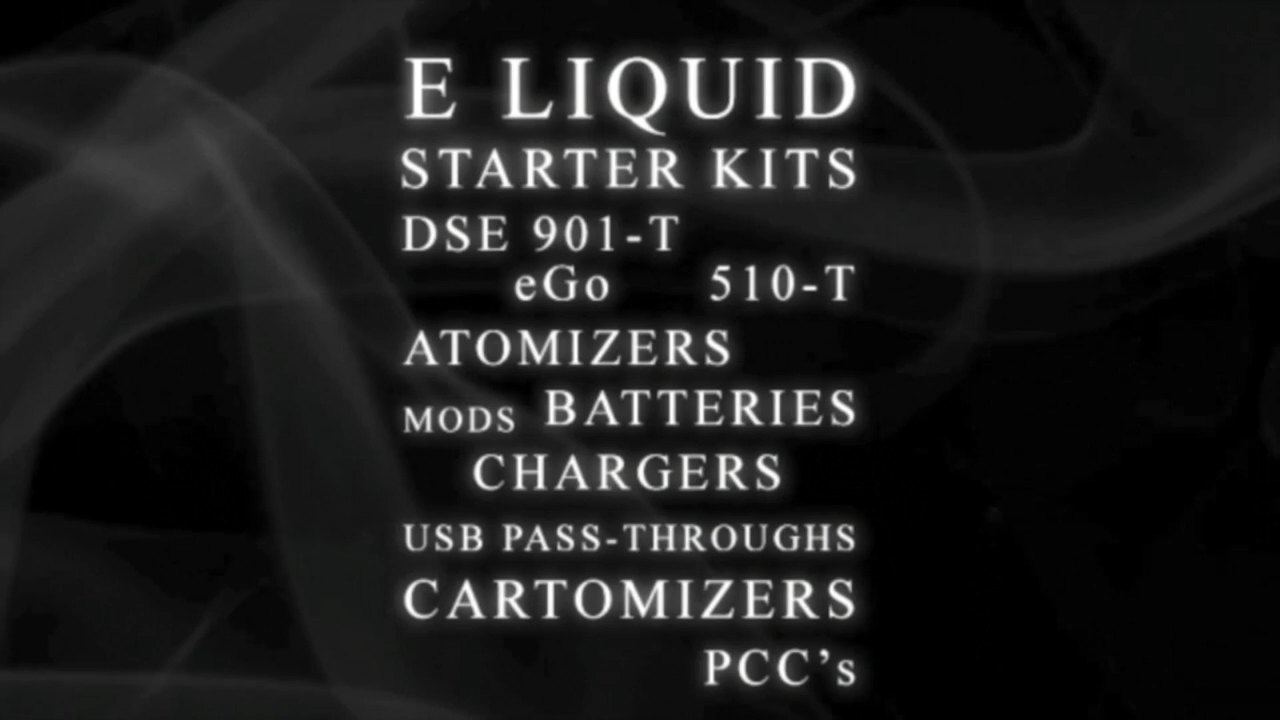 E LIQUID
STARTER KITS
DSE 901-T
eGo 510-T
ATOMIZERS
MODS BATTERIES
CHARGERS
USB PASS-THROUGHS
CARTOMIZERS
PCC’s